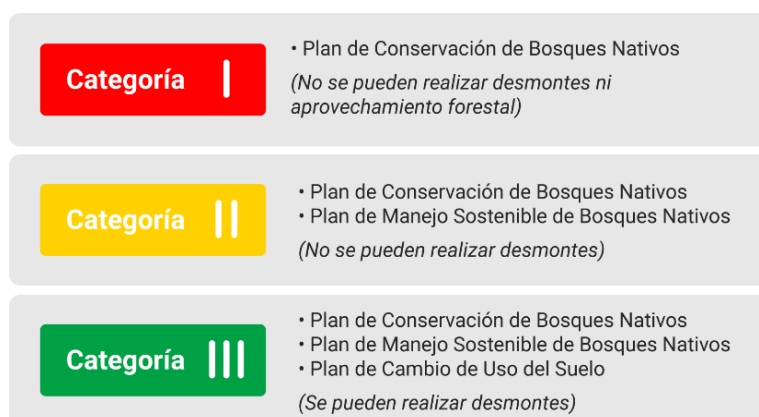 Categoría I
• Plan de Conservación de Bosques Nativos
(No se pueden realizar desmontes ni
aprovechamiento forestal)
Categoría II
• Plan de Conservación de Bosques Nativos
• Plan de Manejo Sostenible de Bosques Nativos
(No se pueden realizar desmontes)
Categoría III
• Plan de Conservación de Bosques Nativos
• Plan de Manejo Sostenible de Bosques Nativos
• Plan de Cambio de Uso del Suelo
(Se pueden realizar desmontes)